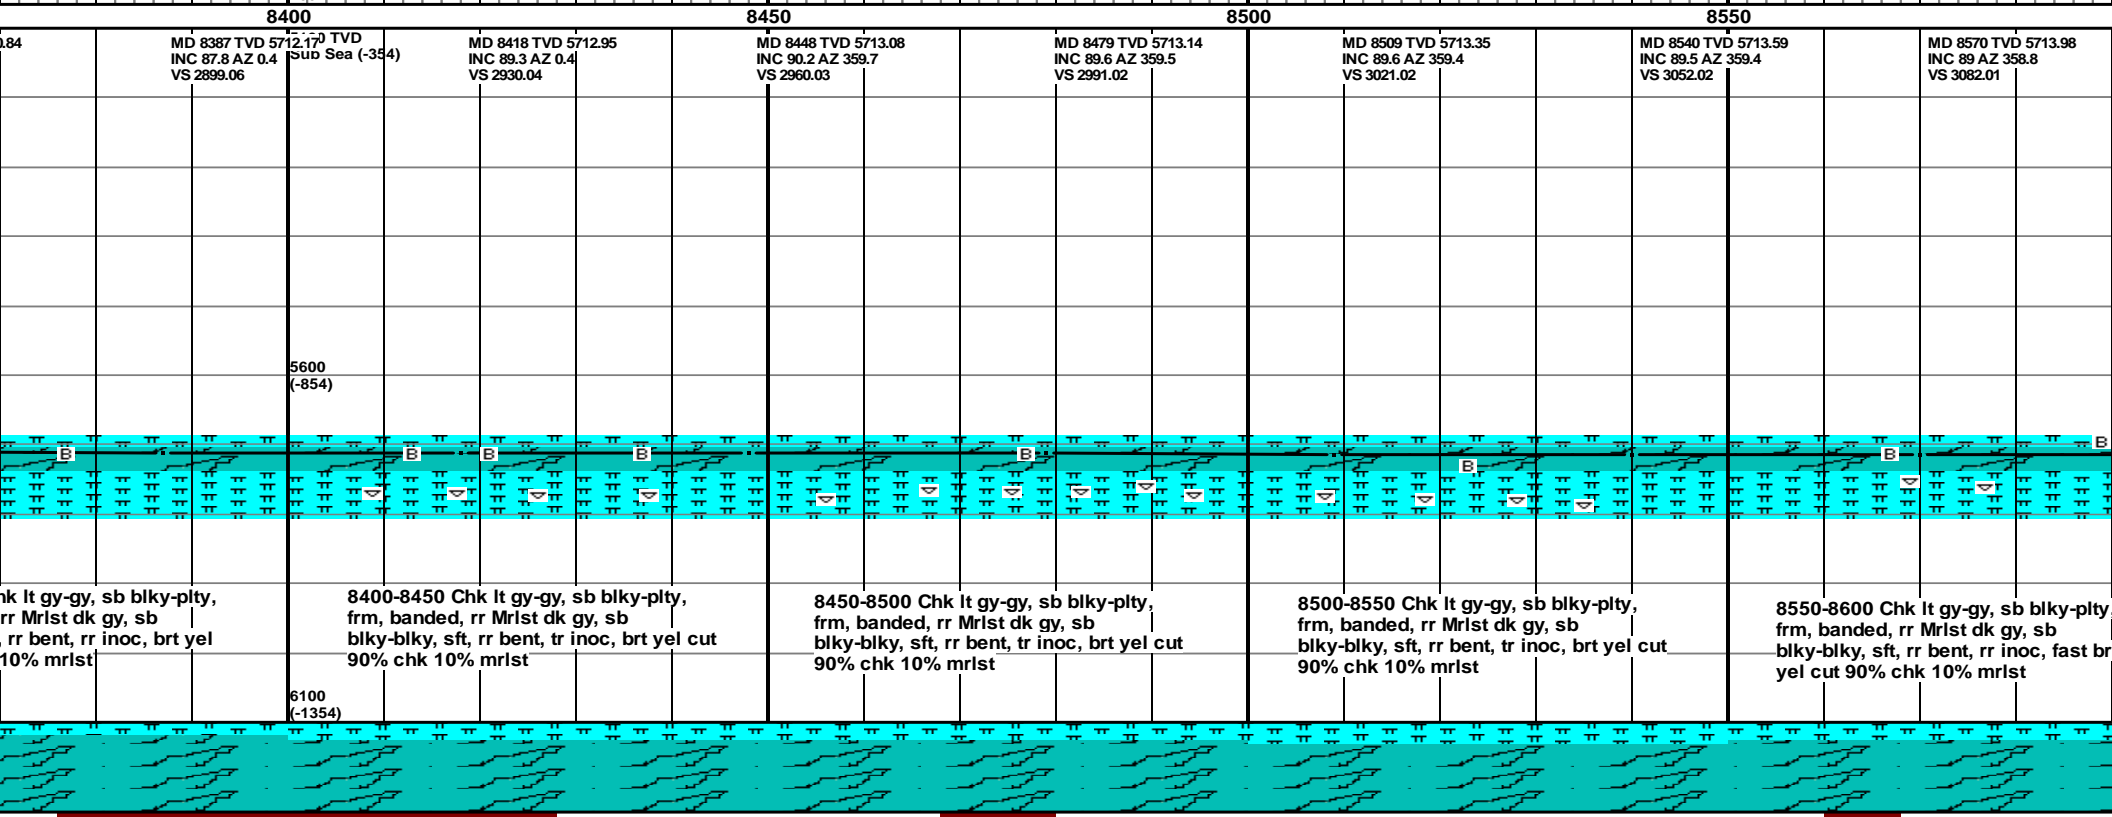 8400 8450 8500 8550
0.84
MD 8387 TVD 5712.17
INC 87.8 AZ 0.4
VS 2899.06
TVD
Sub Sea (-354)
MD 8418 TVD 5712.95
INC 89.3 AZ 0.4
VS 2930.04
MD 8448 TVD 5713.08
INC 90.2 AZ 359.7
VS 2960.03
MD 8479 TVD 5713.14
INC 89.6 AZ 359.5
VS 2991.02
MD 8509 TVD 5713.35
INC 89.6 AZ 359.4
VS 3021.02
MD 8540 TVD 5713.59
INC 89.5 AZ 359.4
VS 3052.02
MD 8570 TVD 5713.98
INC 89 AZ 358.8
VS 3082.01
5600
(-854)
B B B B B B B B
hk lt gy-gy, sb blky-plty,
rr Mrlst dk gy, sb
, rr bent, rr inoc, brt yel
10% mrlst
8400-8450 Chk lt gy-gy, sb blky-plty,
frm, banded, rr Mrlst dk gy, sb
blky-blky, sft, rr bent, tr inoc, brt yel cut
90% chk 10% mrlst
8450-8500 Chk lt gy-gy, sb blky-plty,
frm, banded, rr Mrlst dk gy, sb
blky-blky, sft, rr bent, tr inoc, brt yel cut
90% chk 10% mrlst
8500-8550 Chk lt gy-gy, sb blky-plty,
frm, banded, rr Mrlst dk gy, sb
blky-blky, sft, rr bent, tr inoc, brt yel cut
90% chk 10% mrlst
8550-8600 Chk lt gy-gy, sb blky-plty,
frm, banded, rr Mrlst dk gy, sb
blky-blky, sft, rr bent, rr inoc, fast br
yel cut 90% chk 10% mrlst
6100
(-1354)